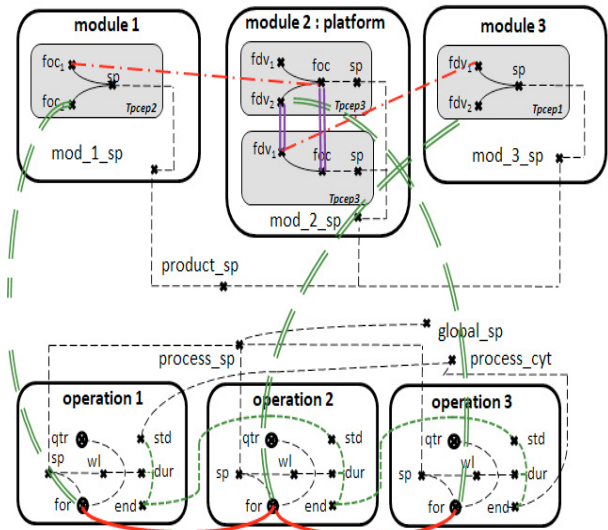 module 1
foc1
sp
foc2
Tpcep2
mod_1_sp
module 2 : platform
fdv1
foc
sp
fdv2
Tpcep3
fdv1
foc
sp
Tpcep3
mod_2_sp
module 3
fdv1
sp
fdv2
Tpcep1
mod_3_sp
product_sp
global_sp
process_sp
process_cyt
operation 1
qtr
std
sp
wl
dur
for
end
operation 2
qtr
std
sp
wl
dur
for
end
operation 3
qtr
std
sp
wl
dur
for
end